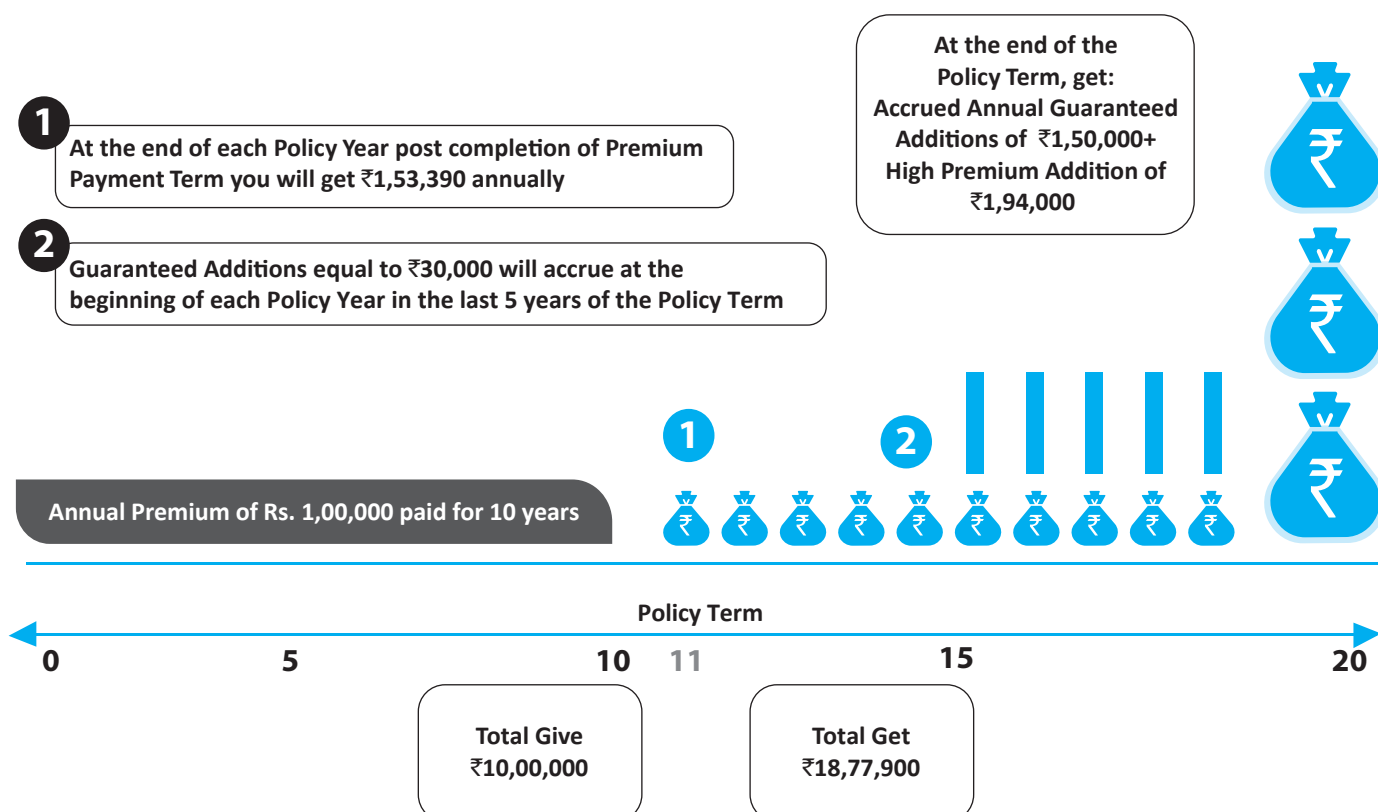 1
At the end of each Policy Year post completion of Premium
Payment Term you will get ₹1,53,390 annually
2
Guaranteed Additions equal to ₹30,000 will accrue at the
beginning of each Policy Year in the last 5 years of the Policy Term
At the end of the
Policy Term, get:
Accrued Annual Guaranteed
Additions of ₹1,50,000+
High Premium Addition of
₹1,94,000
₹
₹
₹
1
2
Annual Premium of Rs. 1,00,000 paid for 10 years
₹ ₹ ₹ ₹ ₹ ₹ ₹ ₹ ₹ ₹
Policy Term
0 5 10 11 15 20
Total Give
₹10,00,000
Total Get
₹18,77,900